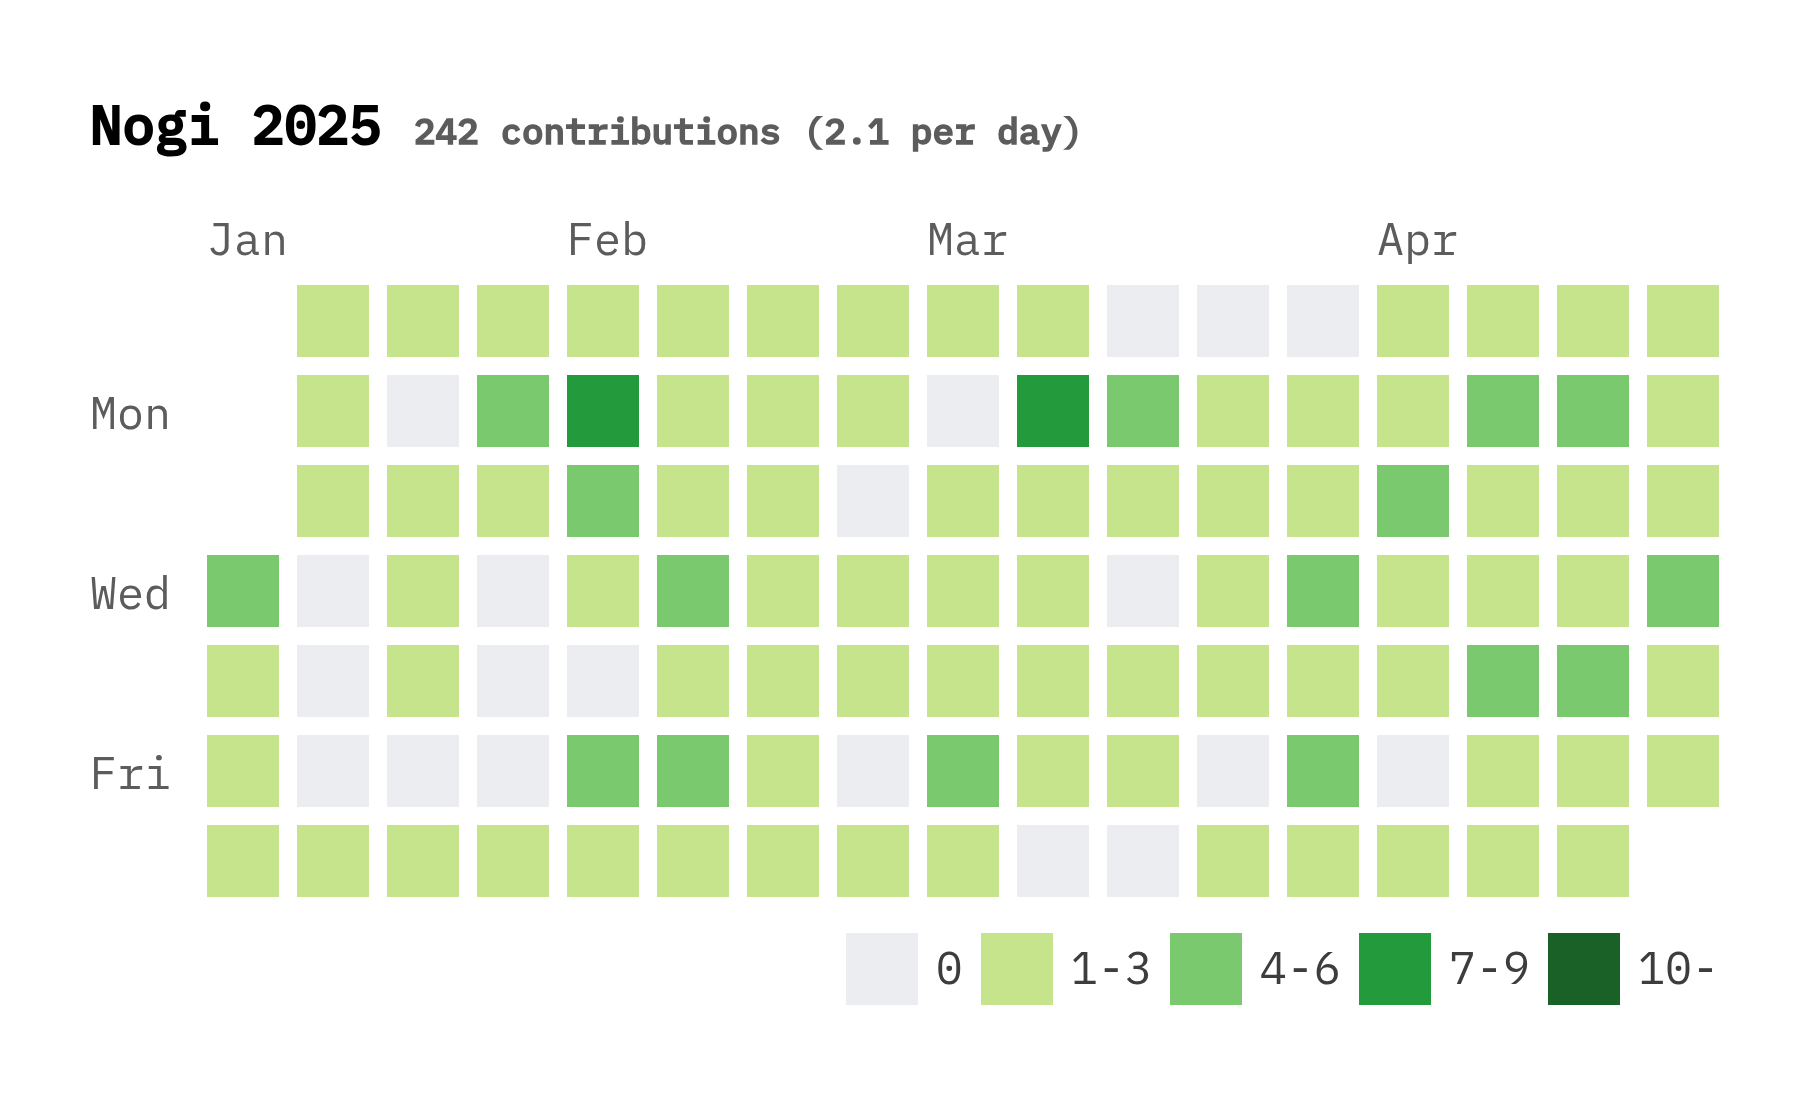 Nogi 2025 242 contributions (2.1 per day)
Jan Feb Mar Apr
Mon
Wed
Fri
0 1-3 4-6 7-9 10-